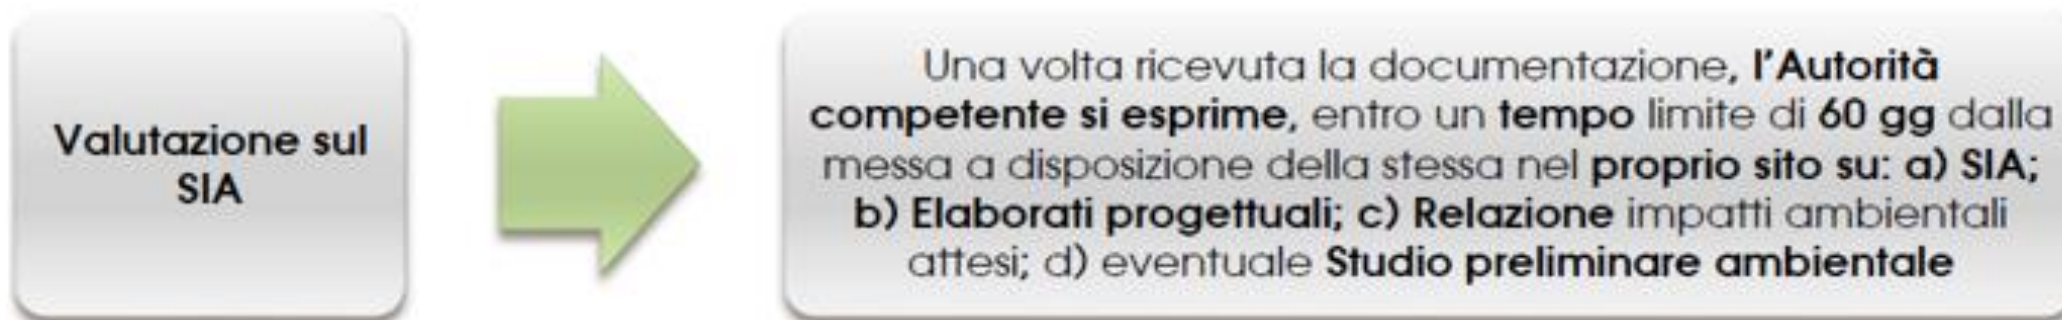 Valutazione sul
SIA
Una volta ricevuta la documentazione, l'Autorità
competente si esprime, entro un tempo limite di 60 gg dalla
messa a disposizione della stessa nel proprio sito su: a) SIA;
b) Elaborati progettuali; c) Relazione impatti ambientali
attesi; d) eventuale Studio preliminare ambientale